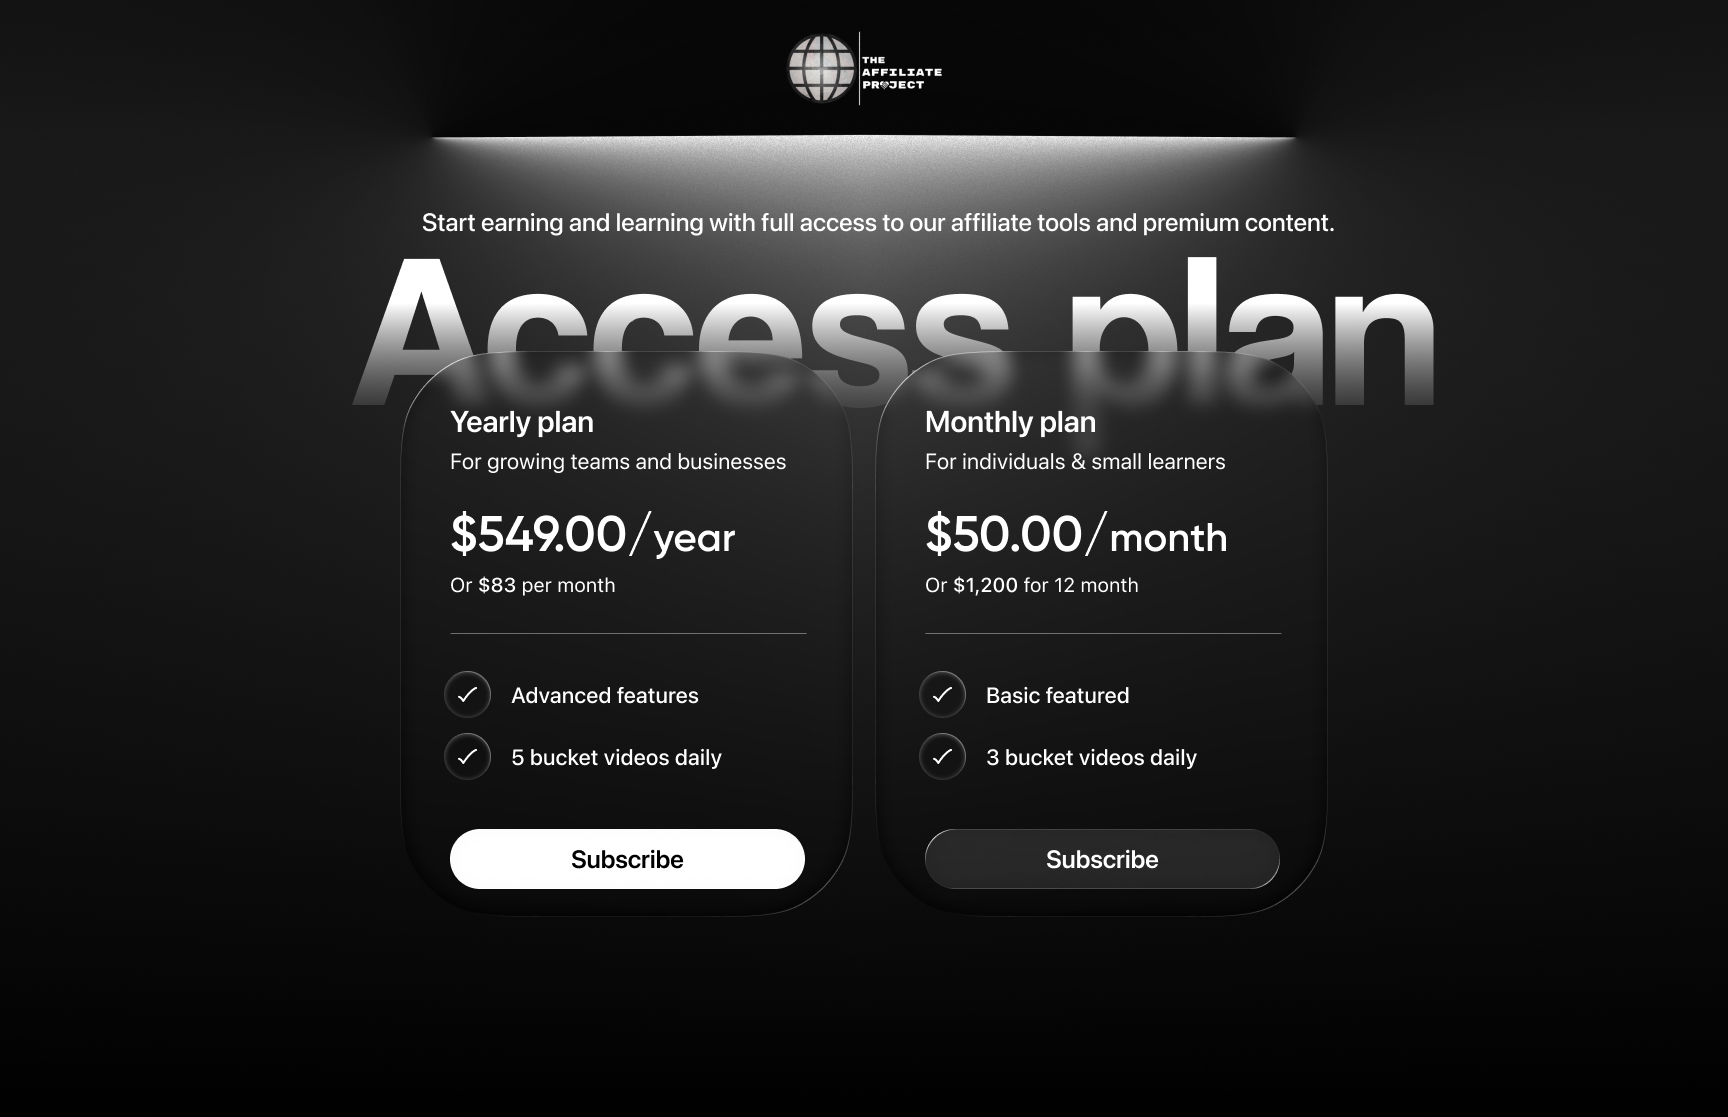 THE
AFFILIATE
PROJECT
Start earning and learning with full access to our affiliate tools and premium content.
Access plan
Yearly plan
For growing teams and businesses
$549.00/year
Or $83 per month
Advanced features
5 bucket videos daily
Subscribe
Monthly plan
For individuals & small learners
$50.00/month
Or $1,200 for 12 month
Basic featured
3 bucket videos daily
Subscribe